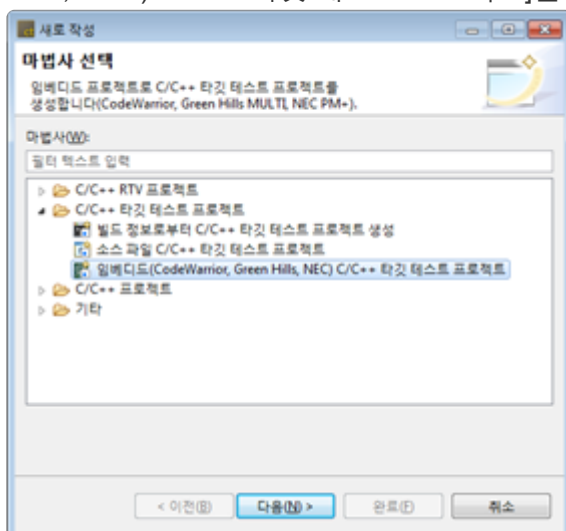 새로 작성
마법사 선택
임베디드 프로젝트로 C/C++ 타깃 테스트 프로젝트를
생성합니다(CodeWarrior, Green Hills MULTI, NEC PM+).
마법사(W):
필터 텍스트 입력
C/C++ RTV 프로젝트
C/C++ 타깃 테스트 프로젝트
빌드 정보로부터 C/C++ 타깃 테스트 프로젝트 생성
소스 파일 C/C++ 타깃 테스트 프로젝트
임베디드(CodeWarrior, Green Hills, NEC) C/C++ 타깃 테스트 프로젝트
C/C++ 프로젝트
기타
< 이전(B) 다음(N) > 완료(F) 취소